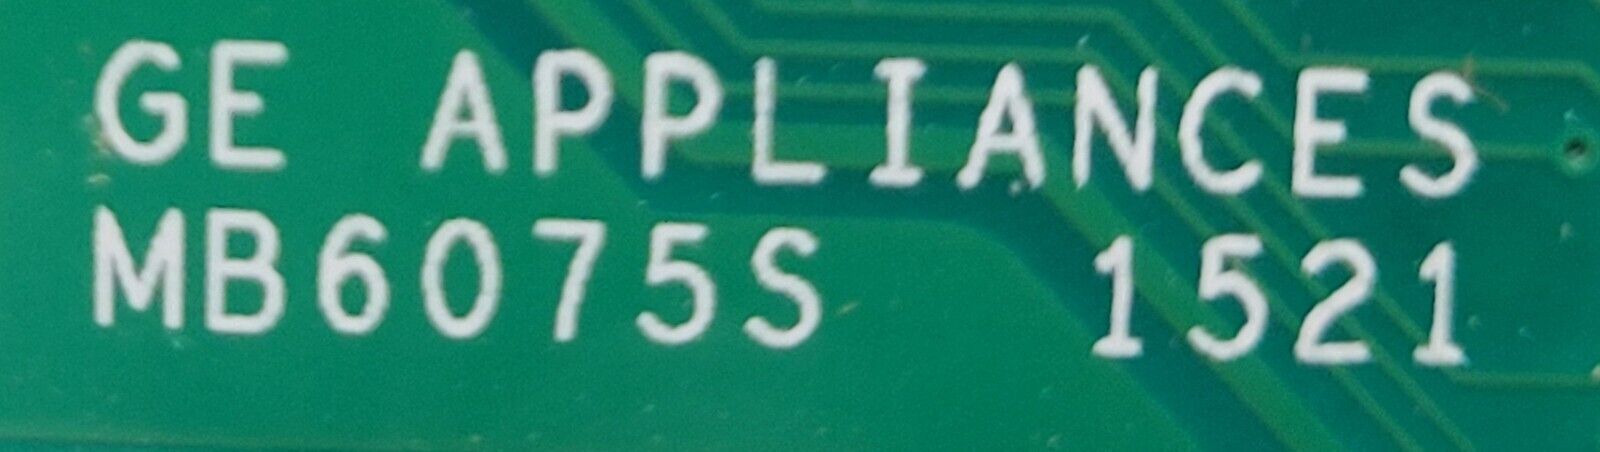 GE APPLIANCES
MB6075S 1521